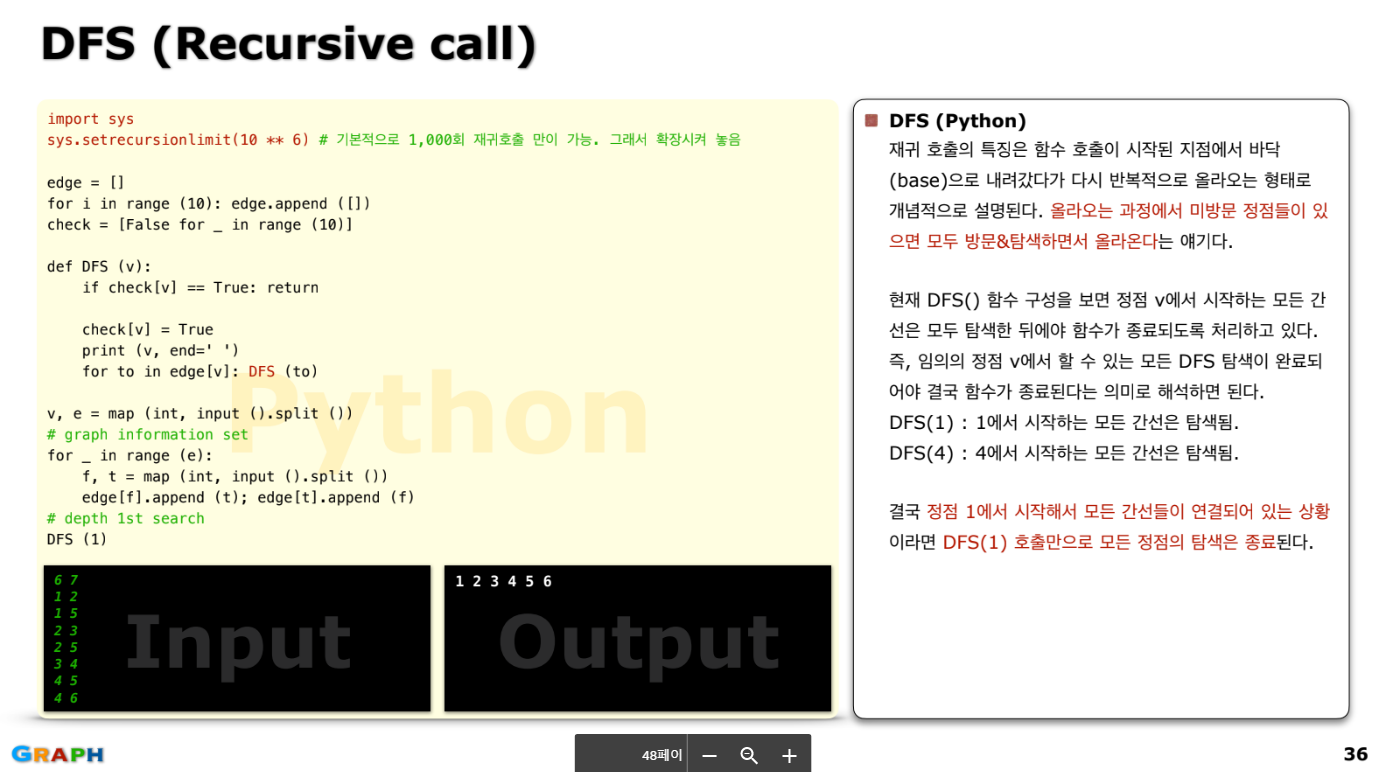 DFS (Recursive call)
import sys
sys.setrecursionlimit(10 ** 6) # 기본적으로 1,000회 재귀호출 만이 가능. 그래서 확장시켜 놓음
edge = []
for i in range (10): edge.append ([])
check = [False for _ in range (10)]
def DFS (v):
    if check[v] == True: return
    check[v] = True
    print (v, end=' ')
    for to in edge[v]: DFS (to)
v, e = map (int, input ().split ())
# graph information set
for _ in range (e):
    f, t = map (int, input ().split ())
    edge[f].append (t); edge[t].append (f)
# depth 1st search
DFS (1)
Python
6 7
1 2
1 5
2 3
2 5
3 4
4 5
4 6
Input
1 2 3 4 5 6
Output
DFS (Python)
재귀 호출의 특징은 함수 호출이 시작된 지점에서 바닥
(base)으로 내려갔다가 다시 반복적으로 올라오는 형태로
개념적으로 설명된다. 올라오는 과정에서 미방문 정점들이 있
으면 모두 방문&탐색하면서 올라온다는 얘기다.
현재 DFS() 함수 구성을 보면 정점 v에서 시작하는 모든 간
선은 모두 탐색한 뒤에야 함수가 종료되도록 처리하고 있다.
즉, 임의의 정점 v에서 할 수 있는 모든 DFS 탐색이 완료되
어야 결국 함수가 종료된다는 의미로 해석하면 된다.
DFS(1) : 1에서 시작하는 모든 간선은 탐색됨.
DFS(4) : 4에서 시작하는 모든 간선은 탐색됨.
결국 정점 1에서 시작해서 모든 간선들이 연결되어 있는 상황
이라면 DFS(1) 호출만으로 모든 정점의 탐색은 종료된다.
GRAPH
48페이
36